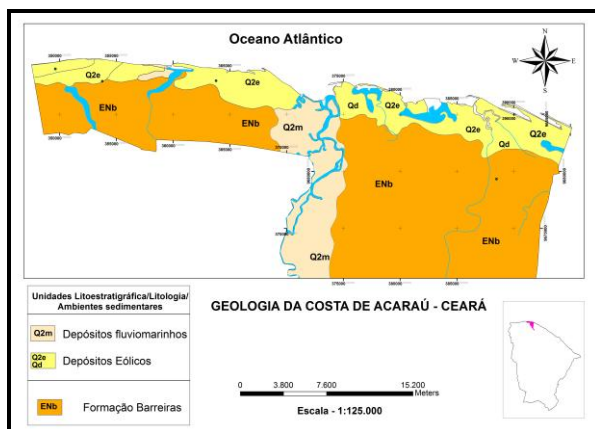 Oceano Atlântico
N
W
E
S
Q2e
Q2e
ENb
ENb
Q2m
Qd
Q2e
Q2e
Q2e
Qd
ENb
ENb
Q2m
Unidades Litoestratigráfica/Litologia/
Ambientes sedimentares
Q2m Depósitos fluviomarinhos
Q2e
Qd
Depósitos Eólicos
ENb Formação Barreiras
GEOLOGIA DA COSTA DE ACARAÚ - CEARÁ
0 3.800 7.600 15.200
Meters
Escala - 1:125.000